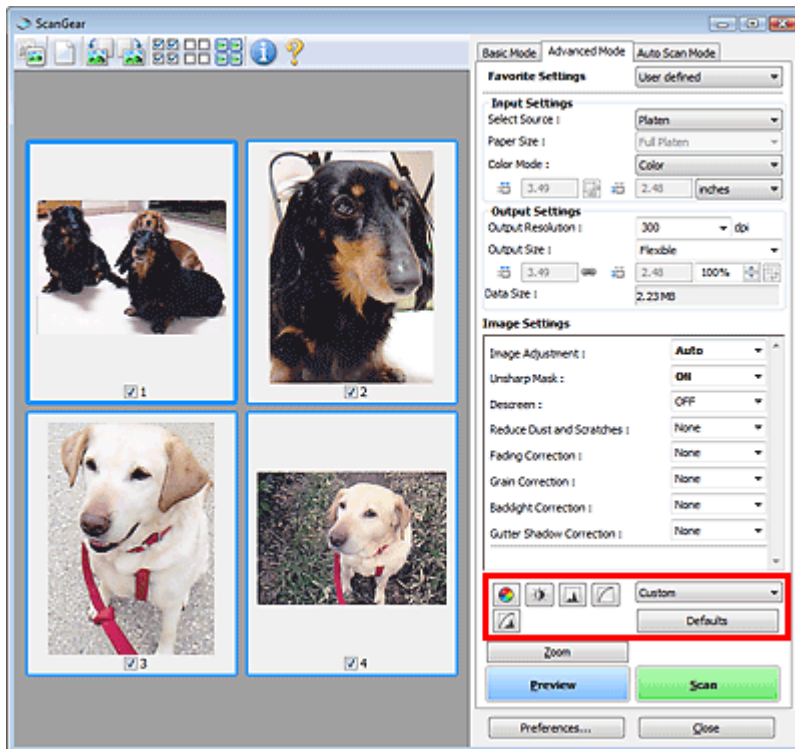 ScanGear
Basic Mode Advanced Mode Auto Scan Mode
Favorite Settings User defined
Input Settings
Select Source : Platen
Paper Size : Full Platen
Color Mode : Color
3.49 2.48 inches
Output Settings
Output Resolution : 300 dpi
Output Size : Flexible
3.49 2.48 100%
Data Size : 2.23 MB
Image Settings
Image Adjustment : Auto
Unsharp Mask : ON
Descreen : OFF
Reduce Dust and Scratches : None
Fading Correction : None
Grain Correction : None
Backlight Correction : None
Gutter Shadow Correction : None
1
2
3
4
Custom
Defaults
Zoom
Preview Scan
Preferences... Close